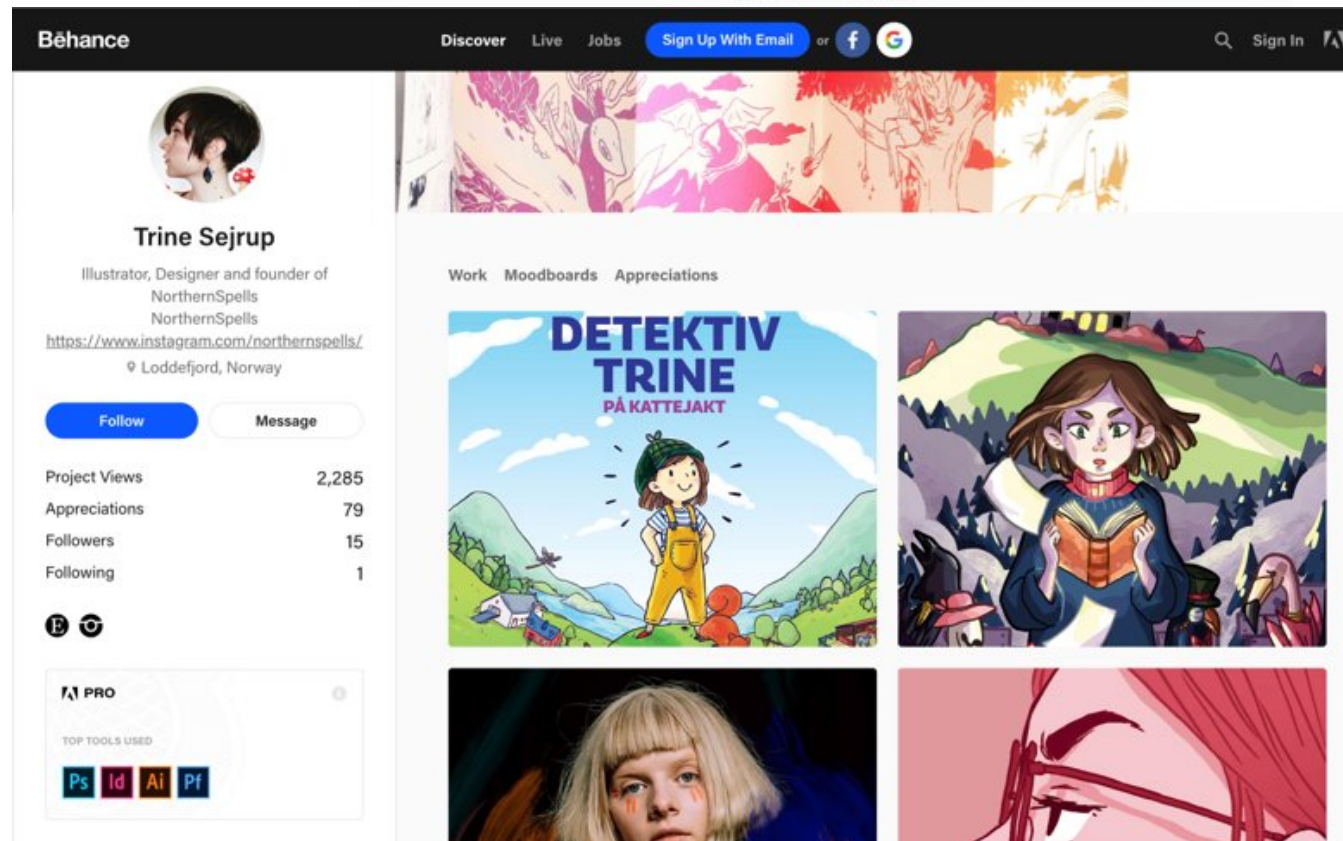 Bēhance
Discover Live Jobs Sign Up With Email or f G
Sign In
Trine Sejrup
Illustrator, Designer and founder of
NorthernSpells
NorthernSpells
https://www.instagram.com/northernspells/
Loddefjord, Norway
Follow Message
Project Views 2,285
Appreciations 79
Followers 15
Following 1
E
PRO
TOP TOOLS USED
Ps Id Ai Pf
Work Moodboards Appreciations
DETEKTIV
TRINE
PÅ KATTEJAKT